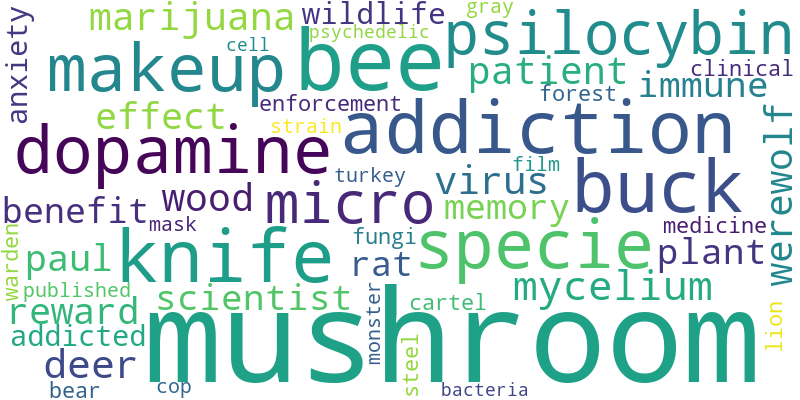 marijuana
wildlife
gray
psychedelic
psilocybin
anxiety
cell
makeup
bee
patient
clinical
immune
forest
enforcement
effect
strain
addiction
dopamine
film
turkey
virus
buck
werewolf
wood
micro
benefit
mask
memory
medicine
fungi
specie
plant
paul
knife
rat
warden
published
scientist
mycelium
reward
cartel
monster
mushroom
lion
addicted
steel
deer
bear
cop
bacteria